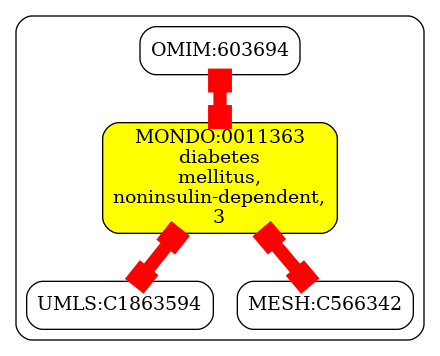 OMIM:603694
MONDO:0011363
diabetes
mellitus,
noninsulin-dependent,
3
UMLS:C1863594
MESH:C566342